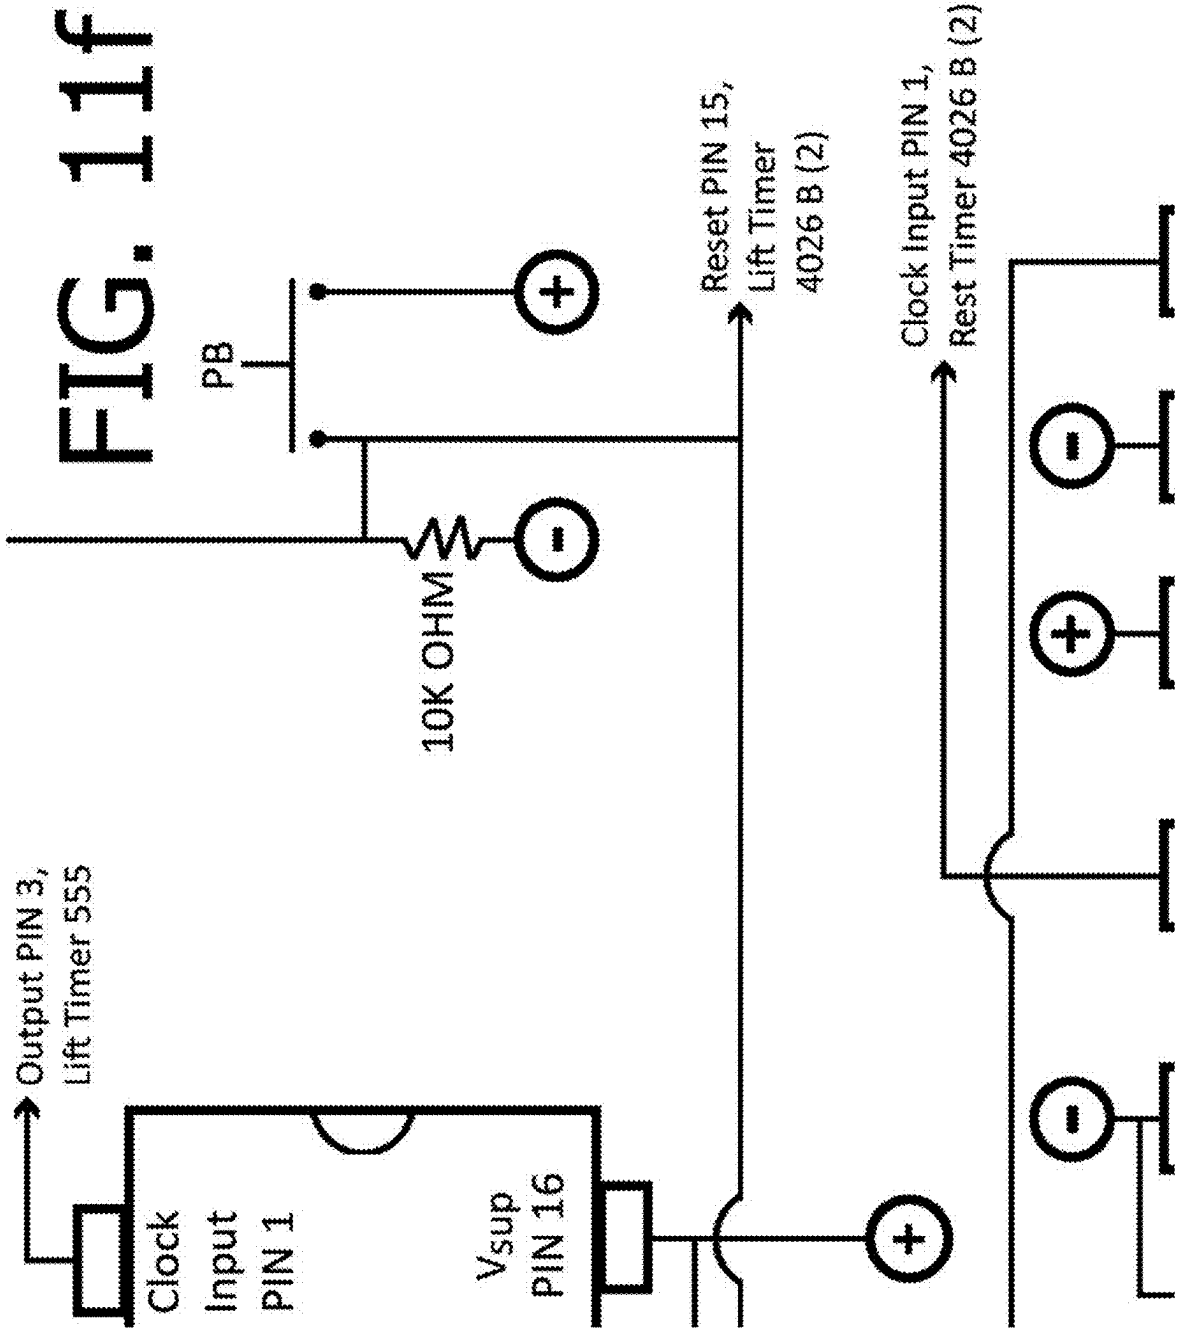 FIG. 11f
PB
+
-
10K OHM
Output PIN 3,
Lift Timer 555
Reset PIN 15,
Lift Timer
4026 B (2)
Clock Input PIN 1,
Rest Timer 4026 B (2)
Clock
Input
PIN 1
Vsup
PIN 16
+
-
+
-